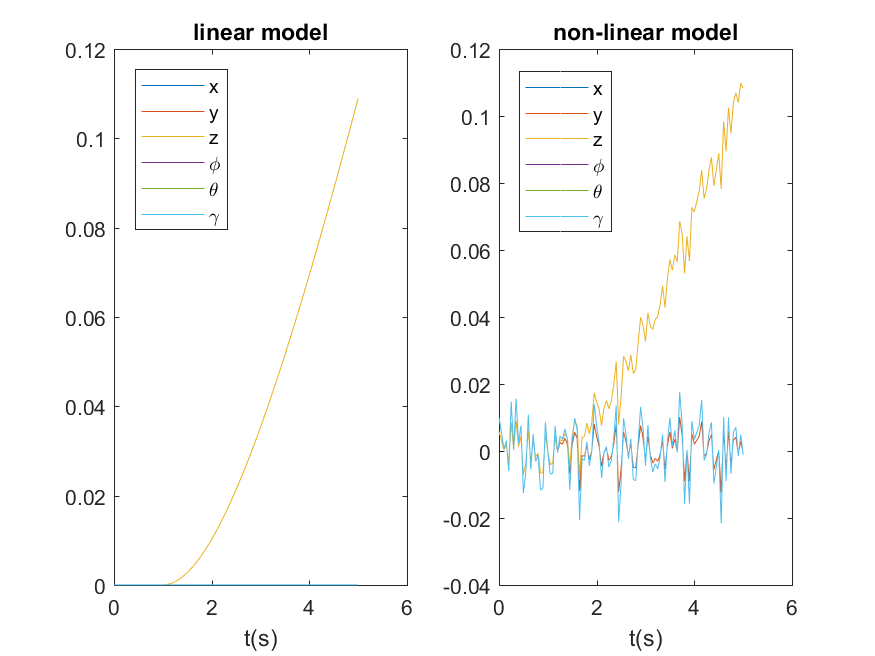 linear model
0.12
0.1
0.08
0.06
0.04
0.02
0
0
2
4
6
t(s)
x
y
z
ϕ
θ
γ
non-linear model
0.12
0.1
0.08
0.06
0.04
0.02
0
-0.02
-0.04
0
2
4
6
t(s)
x
y
z
ϕ
θ
γ